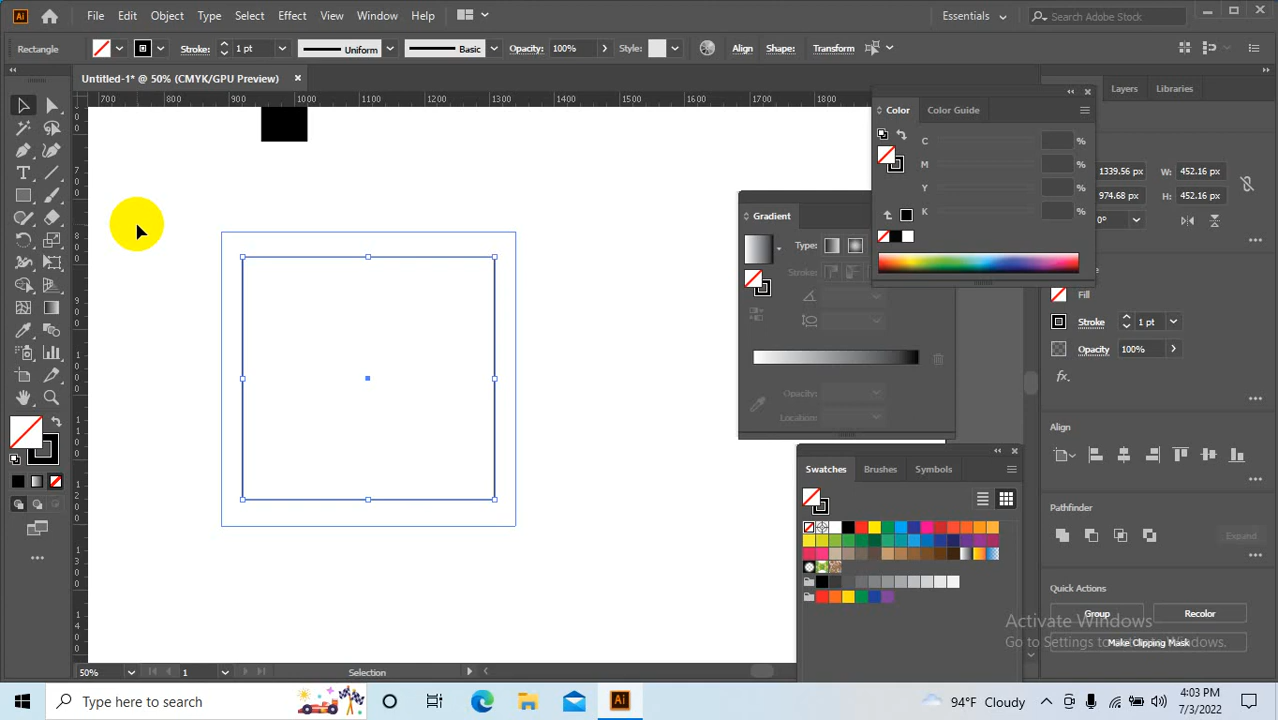 Ai File Edit Object Type Select Effect View Window Help Essentials Search Adobe Stock
Rectangle Stroke: 1 pt Uniform Basic Opacity: 100% Style: Align Shape: Transform
Untitled-1* @ 50% (CMYK/GPU Preview) ×
700 800 900 1000 1100 1200 1300 1400 1500 1600 1700 1800
Layers Libraries
Color Color Guide
C %
M %
Y %
K %
1339.56 px W: 452.16 px
974.68 px 452.16 px
0°
Gradient
Type:
Strokes:
Opacity:
Location:
Fill
Stroke 1 pt
Opacity 100%
fx.
Align
Swatches Brushes Symbols
Pathfinder
Expand
Quick Actions
Group Recolor
Make Clipping Mask
Activate Windows
Go to Settings to activate Windows.
50% 1 Selection
Type here to search
Ai
94°F Cloudy
4:03 PM
7/3/2022